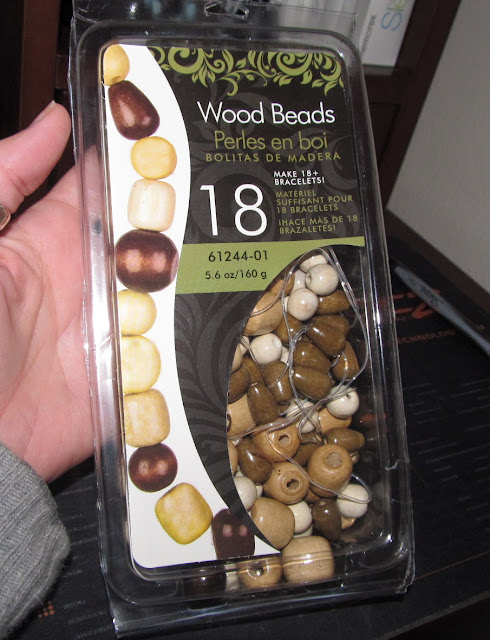 Wood Beads
Perles en boi
BOLITAS DE MADERA
18
MAKE 18+
BRACELETS!
MATÉRIEL
SUFFISANT POUR
18 BRACELETS
¡HACE MÁS DE 18
BRAZALETES!
61244-01
5.6 oz/160 g
TECHNOLOG